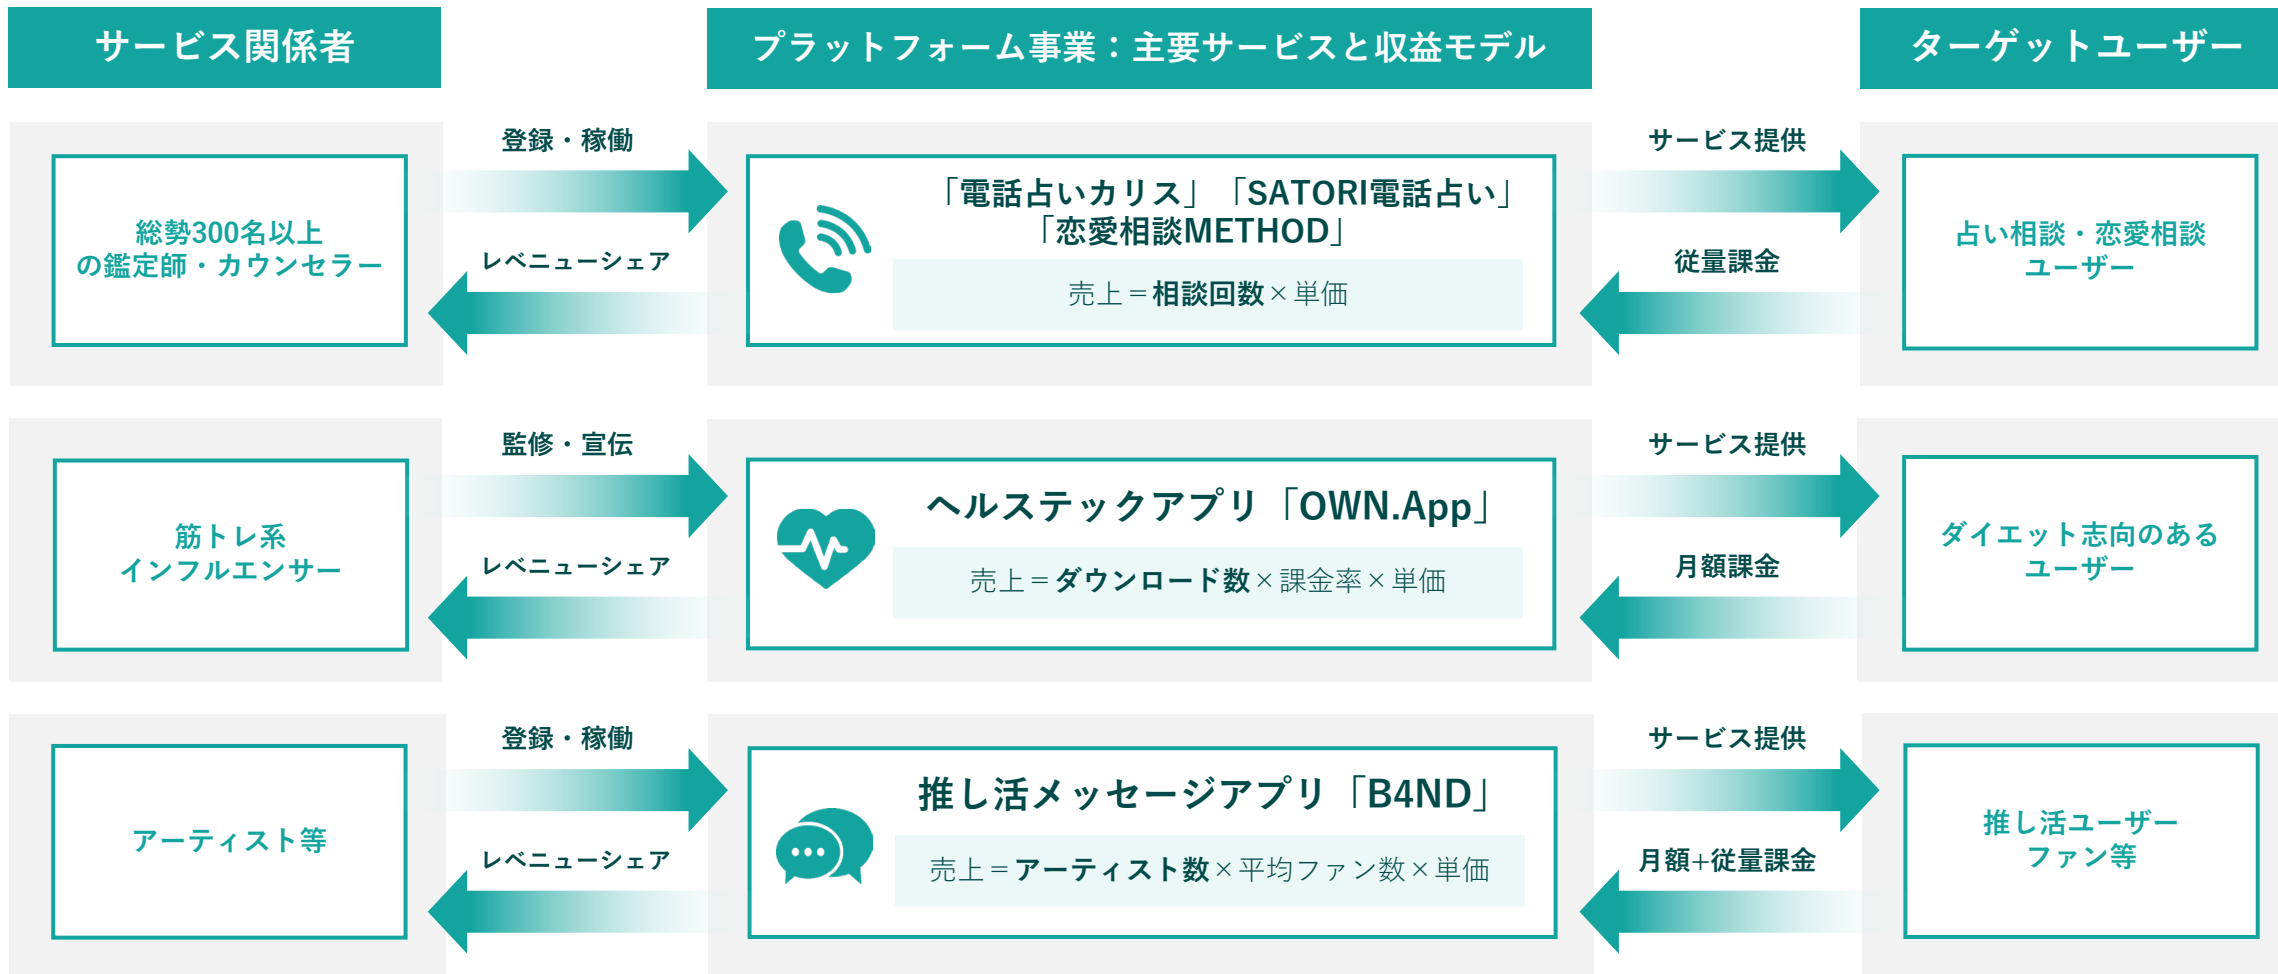 サービス関係者
プラットフォーム事業：主要サービスと収益モデル
ターゲットユーザー
総勢300名以上
の鑑定師・カウンセラー
登録・稼働
レベニューシェア
「電話占いカリス」「SATORI電話占い」
「恋愛相談METHOD」
売上＝相談回数×単価
サービス提供
従量課金
占い相談・恋愛相談
ユーザー
筋トレ系
インフルエンサー
監修・宣伝
レベニューシェア
ヘルステックアプリ「OWN.App」
売上＝ダウンロード数×課金率×単価
サービス提供
月額課金
ダイエット志向のある
ユーザー
アーティスト等
登録・稼働
レベニューシェア
推し活メッセージアプリ「B4ND」
売上＝アーティスト数×平均ファン数×単価
サービス提供
月額+従量課金
推し活ユーザー
ファン等